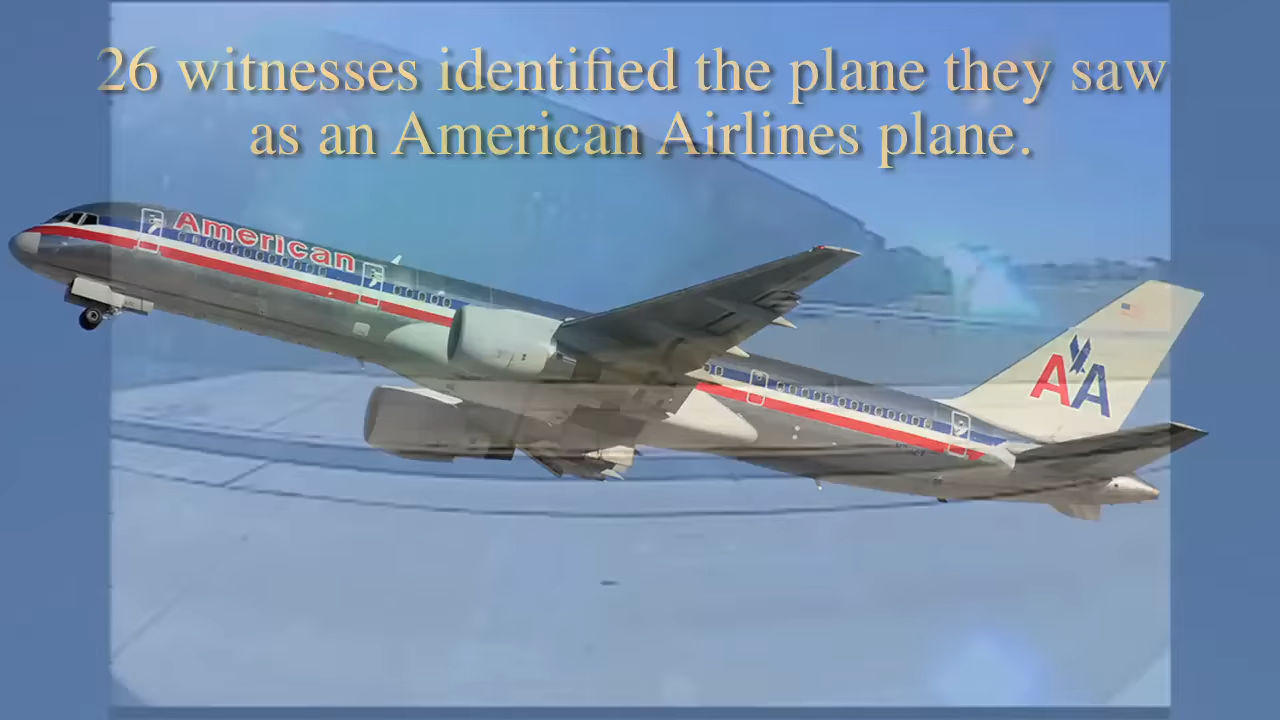 26 witnesses identified the plane they saw
as an American Airlines plane.
American
AA